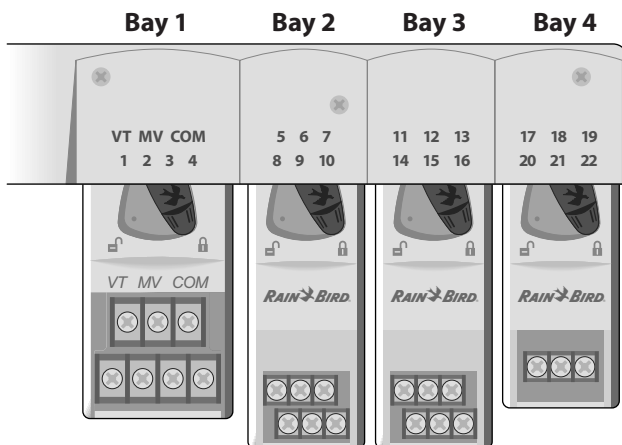 Bay 1 Bay 2 Bay 3 Bay 4
VT MV COM
1 2 3 4
5 6 7
8 9 10
11 12 13
14 15 16
17 18 19
20 21 22
VT MV COM
RAIN BIRD.
RAIN BIRD.
RAIN BIRD.